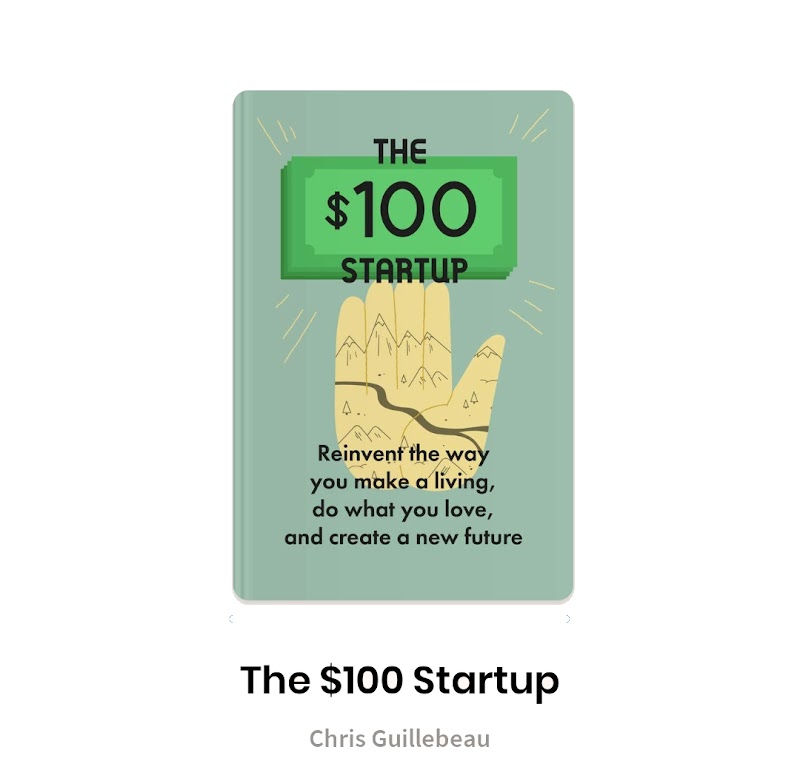 THE
$100
STARTUP
Reinvent the way
you make a living,
do what you love,
and create a new future
The $100 Startup
Chris Guillebeau